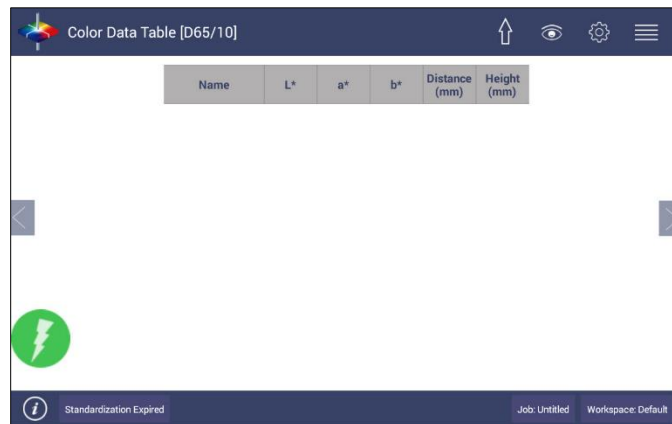 Color Data Table [D65/10]
Name L* a* b* Distance Height
(mm) (mm)
i Standardization Expired Job: Untitled Workspace: Default